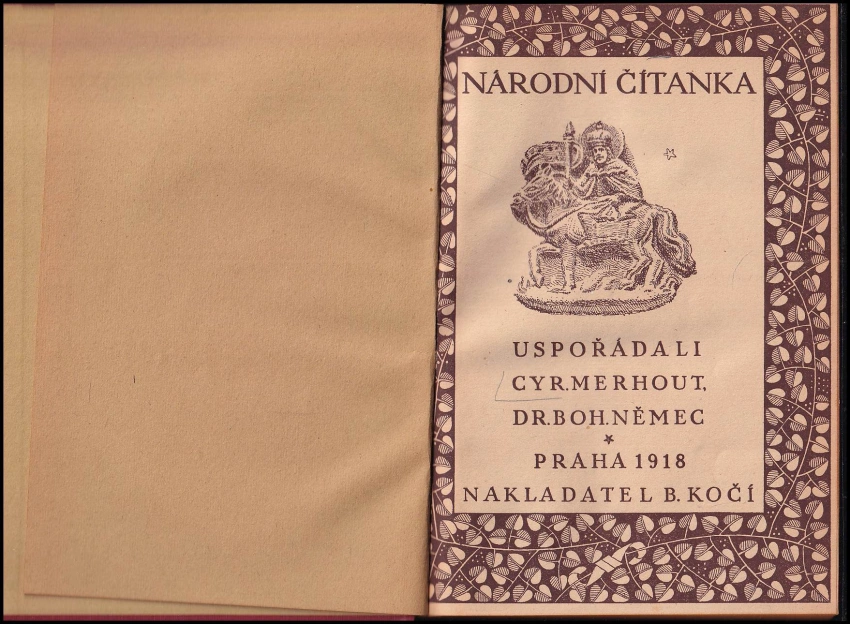 NÁRODNÍ ČÍTANKA
USPOŘÁDALI
CYR.MERHOUT,
DR.BOH.NĚMEC
PRAHA 1918
NAKLADATEL B. KOČÍ